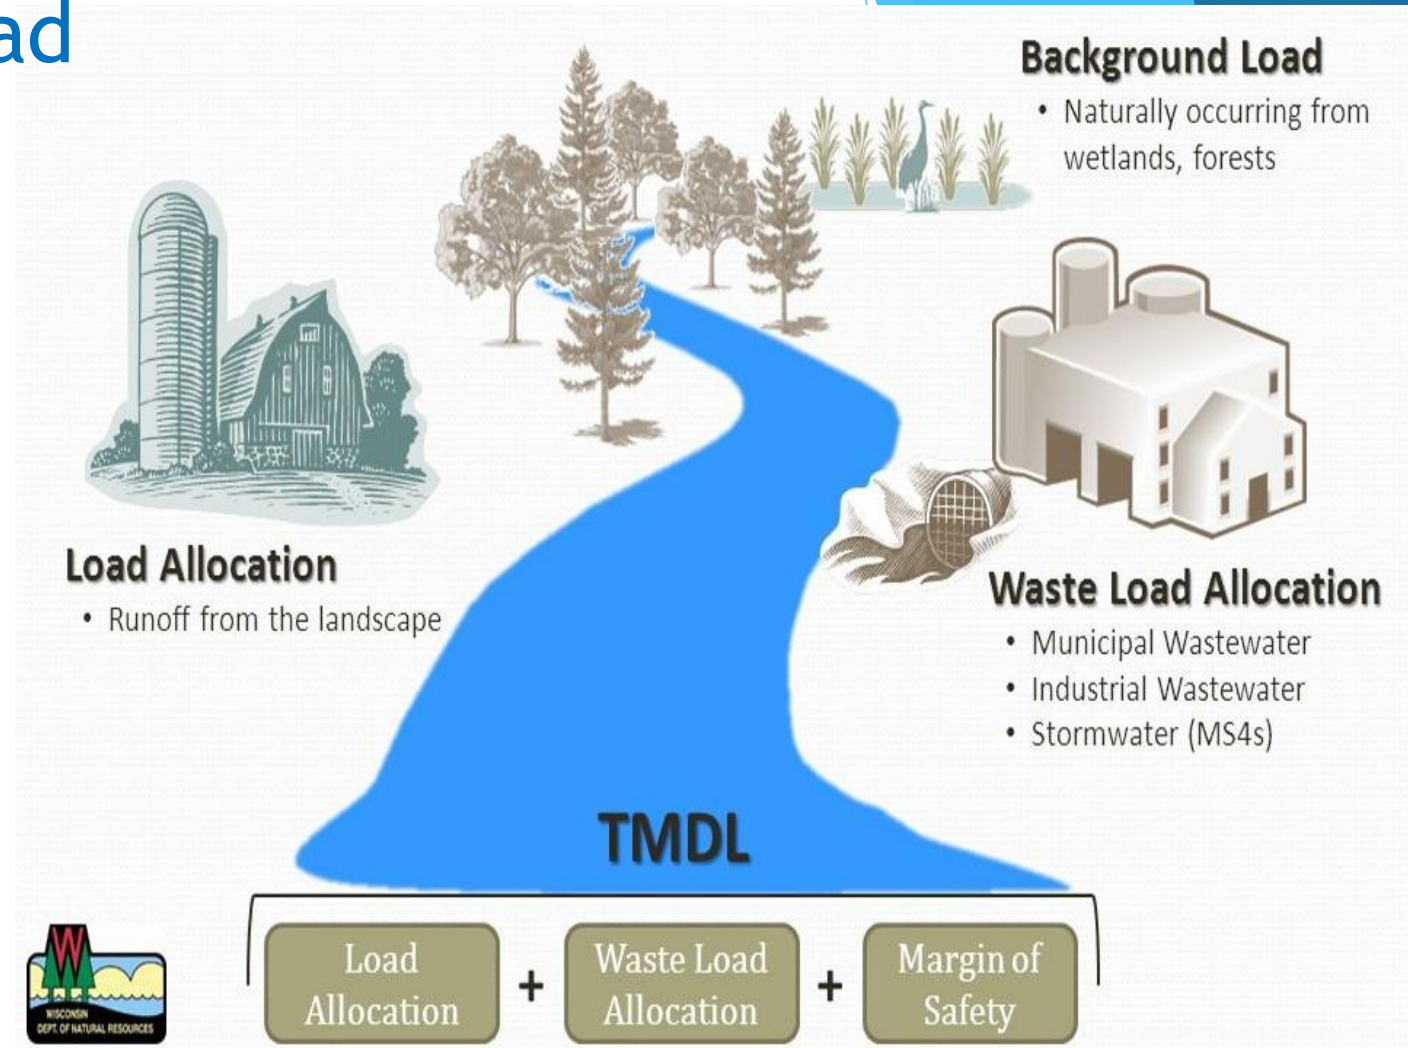 ad
Background Load
• Naturally occurring from
wetlands, forests
Load Allocation
• Runoff from the landscape
Waste Load Allocation
• Municipal Wastewater
• Industrial Wastewater
• Stormwater (MS4s)
TMDL
Load
Allocation
+
Waste Load
Allocation
+
Margin of
Safety
W
WISCONSIN
DEPT. OF NATURAL RESOURCES